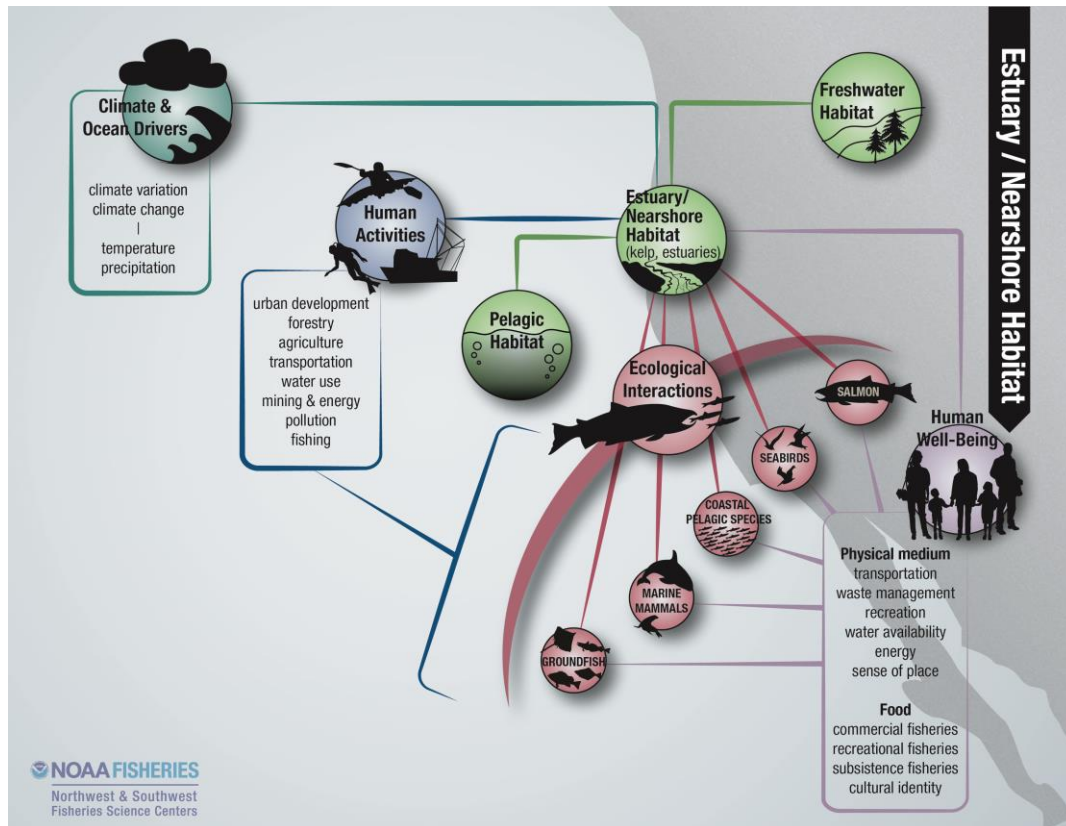 Estuary / Nearshore Habitat
Climate &
Ocean Drivers
climate variation
climate change
temperature
precipitation
Freshwater
Habitat
Human
Activities
urban development
forestry
agriculture
transportation
water use
mining & energy
pollution
fishing
Estuary/
Nearshore
Habitat
(kelp, estuaries)
Pelagic
Habitat
Ecological
Interactions
SALMON
SEABIRDS
COASTAL
PELAGIC SPECIES
MARINE
MAMMALS
GROUNDFISH
Human
Well-Being
Physical medium
transportation
waste management
recreation
water availability
energy
sense of place
Food
commercial fisheries
recreational fisheries
subsistence fisheries
cultural identity
NOAA FISHERIES
Northwest & Southwest
Fisheries Science Centers